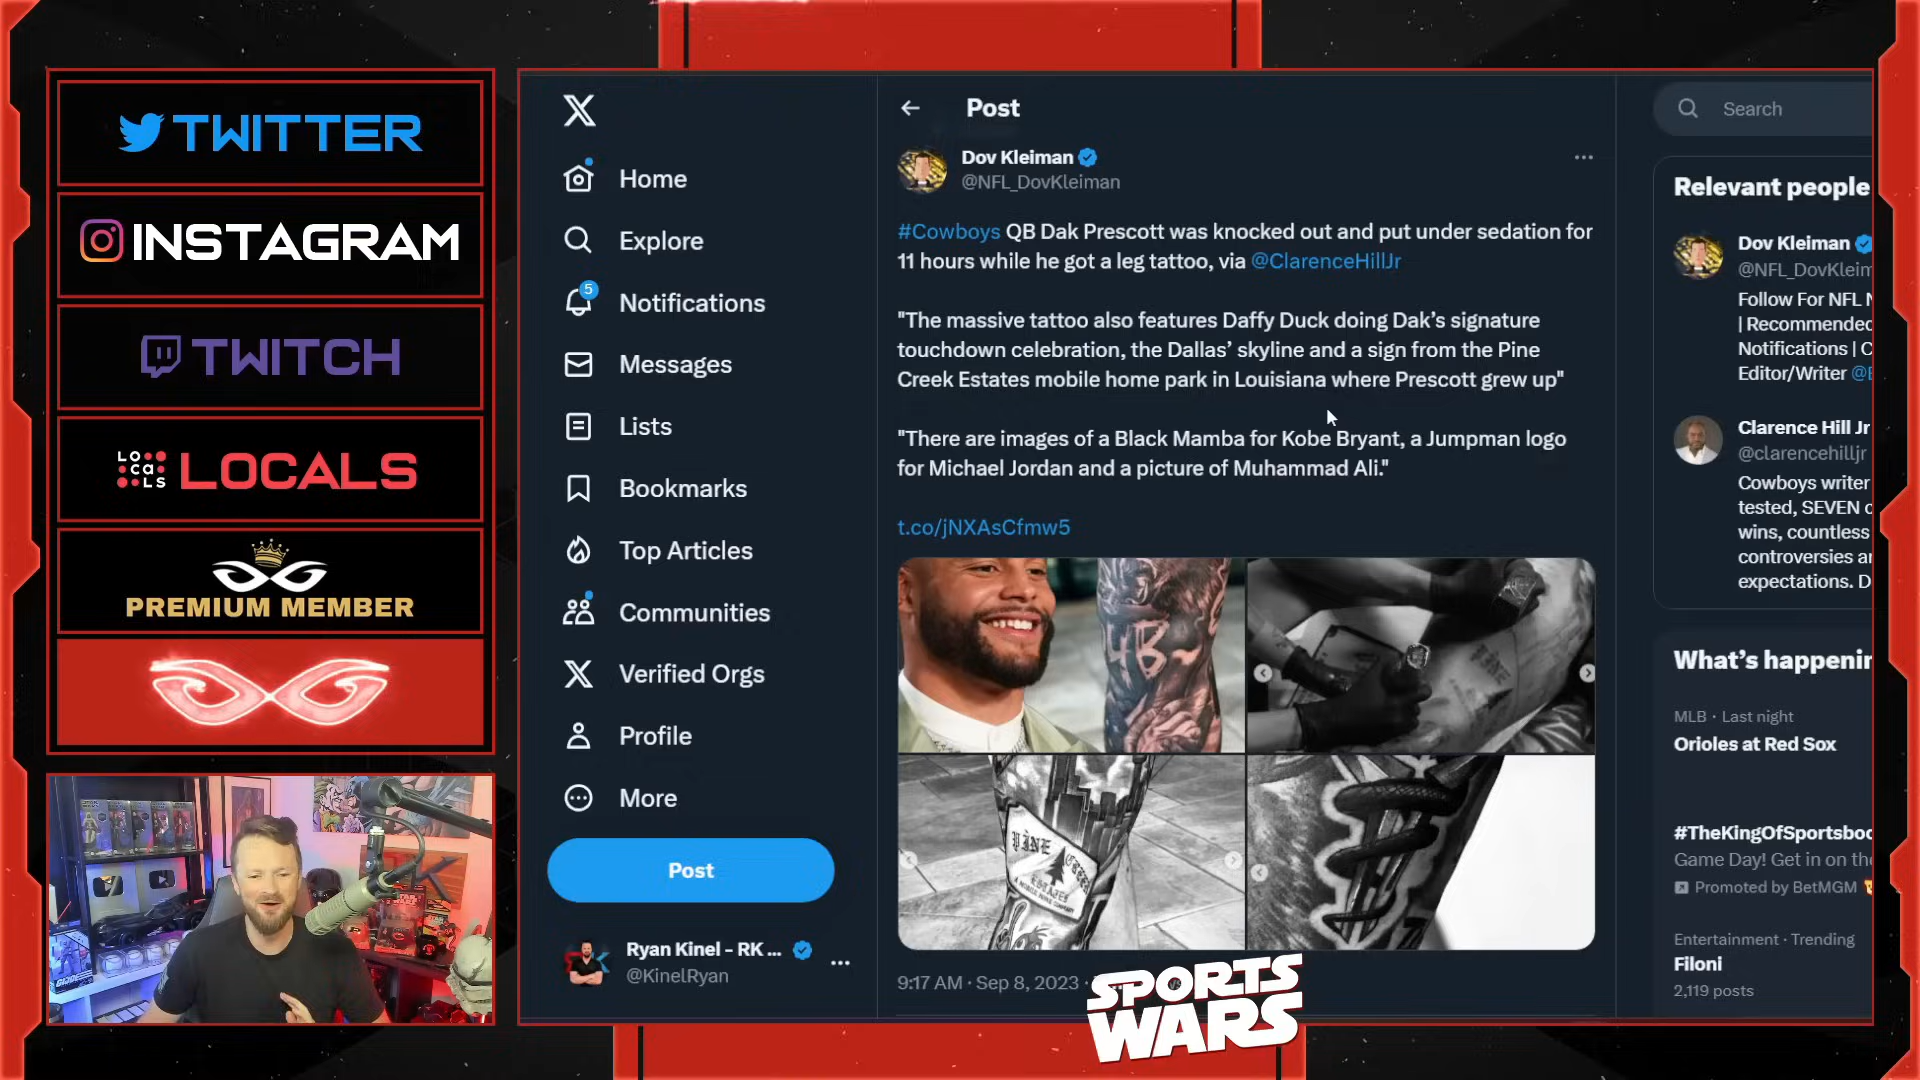 TWITTER
INSTAGRAM
TWITCH
LOCALS
LOCALS
PREMIUM MEMBER
Home
Explore
5
Notifications
Messages
Lists
Bookmarks
Top Articles
Communities
Verified Orgs
Profile
More
Post
Ryan Kinel - RK ...
@KinelRyan
Post
Dov Kleiman
@NFL_DovKleiman
#Cowboys QB Dak Prescott was knocked out and put under sedation for
11 hours while he got a leg tattoo, via @ClarenceHillJr
"The massive tattoo also features Daffy Duck doing Dak’s signature
touchdown celebration, the Dallas’ skyline and a sign from the Pine
Creek Estates mobile home park in Louisiana where Prescott grew up"
"There are images of a Black Mamba for Kobe Bryant, a Jumpman logo
for Michael Jordan and a picture of Muhammad Ali."
t.co/jNXAsCfmw5
4B
THE
PINE
ESTATES
9:17 AM · Sep 8, 2023 ·
SPORTS
WARS
Search
Relevant people
Dov Kleiman
@NFL_DovKleim
Follow For NFL N
| Recommended
Notifications | C
Editor/Writer @B
Clarence Hill Jr
@clarencehilljr
Cowboys writer
tested, SEVEN c
wins, countless
controversies a
expectations. D
What’s happenin
MLB · Last night
Orioles at Red Sox
#TheKingOfSportsboo
Game Day! Get in on the
Promoted by BetMGM
Entertainment · Trending
Filoni
2,119 posts